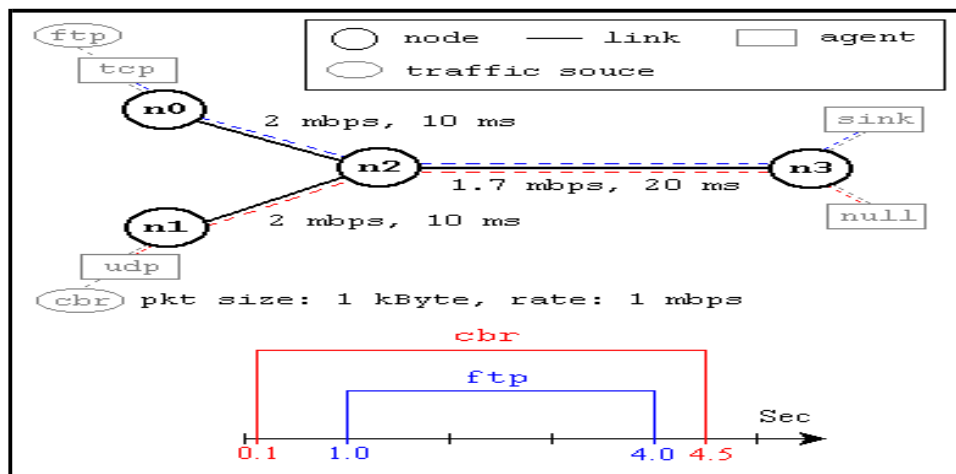 ftp
tcp
n0
node
link
agent
traffic souce
2 mbps, 10 ms
sink
n2
n3
1.7 mbps, 20 ms
n1
2 mbps, 10 ms
null
udp
cbr
pkt size: 1 kByte, rate: 1 mbps
cbr
ftp
Sec
0.1
1.0
4.0
4.5